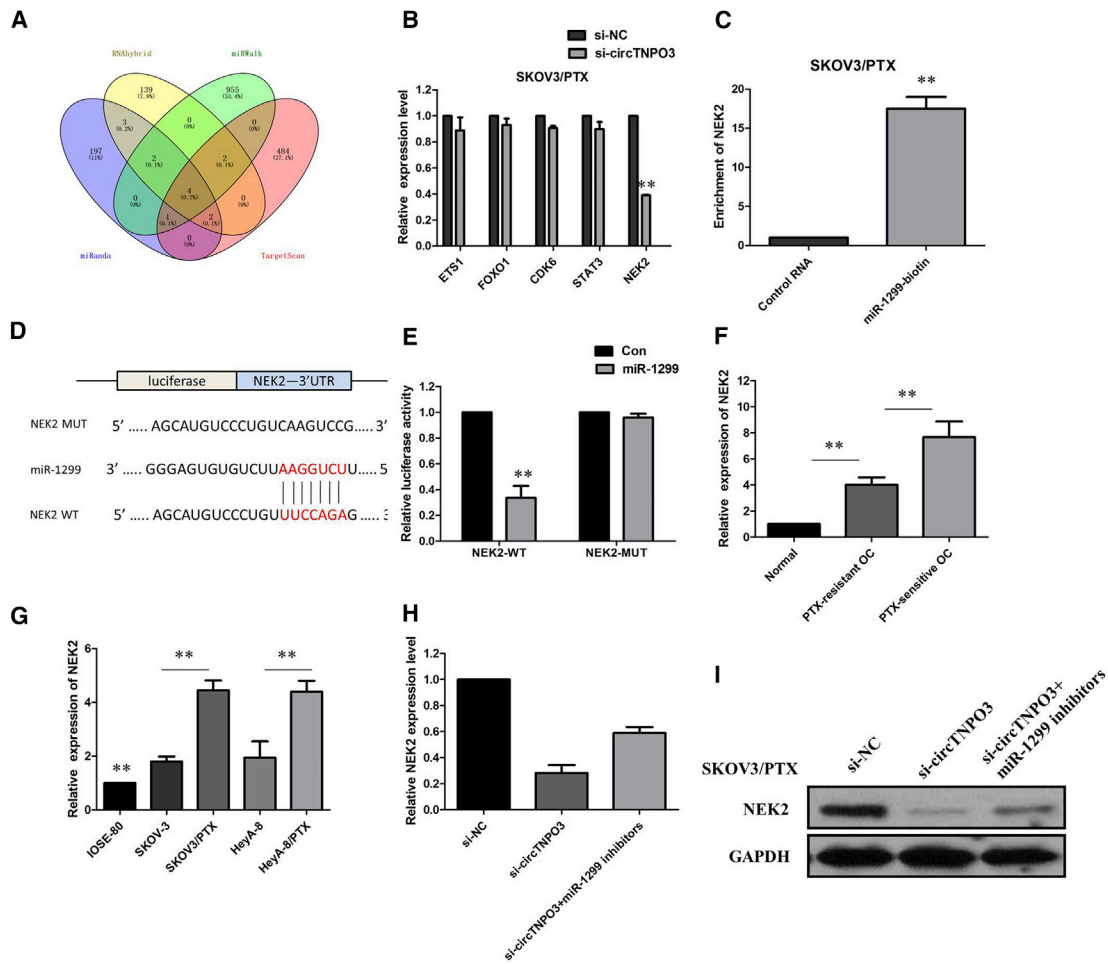 A
RNAhybrid
miRWalk
139
(7.8%)
955
(53.4%)
3
(0.2%)
0
(0%)
0
(0%)
197
(11%)
2
(0.1%)
2
(0.1%)
484
(27.1%)
4
(0.2%)
0
(0%)
0
(0%)
1
(0.1%)
2
(0.1%)
0
(0%)
miRanda
TargetScan
B
si-NC
si-circTNPO3
SKOV3/PTX
Relative expression level
1.2
1.0
0.8
0.6
0.4
0.2
0.0
**
ETS1
FOXO1
CDK6
STAT3
NEK2
C
SKOV3/PTX
Enrichment of NEK2
20
15
10
5
0
**
Control RNA
miR-1299-biotin
D
luciferase
NEK2—3'UTR
NEK2 MUT 5' ..... AGCAUGUCCCUGUCAAGUCCG..... 3'
miR-1299 3' ..... GGGAGUGUGUCUUAAGGUCUU..... 5
NEK2 WT 5' ..... AGCAUGUCCCUGUUUCCAGAG.....
E
Con
miR-1299
Relative luciferase activity
1.2
1.0
0.8
0.6
0.4
0.2
0.0
**
NEK2-WT
NEK2-MUT
F
Relative expression of NEK2
12
10
8
6
4
2
0
**
**
Normal
PTX-resistant OC
PTX-sensitive OC
G
Relative expression of NEK2
6
4
2
0
**
**
**
IOSE-80
SKOV-3
SKOV3/PTX
HeyA-8
HeyA-8/PTX
H
Relative NEK2 expression level
1.2
1.0
0.8
0.6
0.4
0.2
0.0
si-NC
si-circTNPO3
si-circTNPO3+miR-1299 inhibitors
I
SKOV3/PTX
si-NC
si-circTNPO3
si-circTNPO3+
miR-1299 inhibitors
NEK2
GAPDH